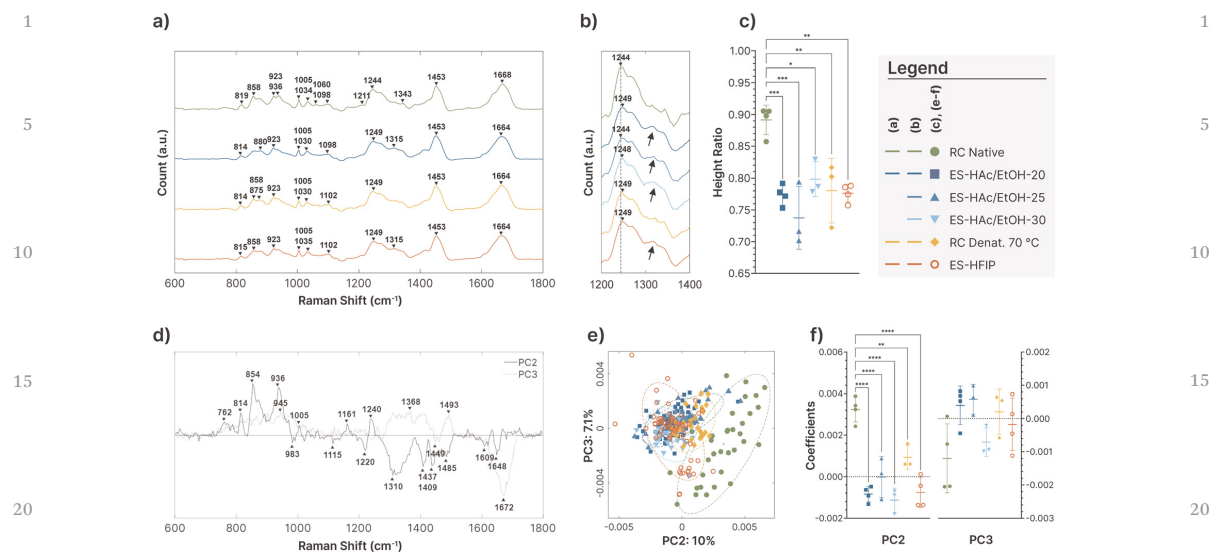 a)
923 1005 1060
819 858 936 1034 1098 1211 1244 1343 1453 1668
1005
814 880 923 1030 1098 1249 1315 1453 1664
858 1005
814 875 923 1030 1102 1249 1453 1664
1005
815 858 923 1035 1102 1249 1315 1453 1664
Count (a.u.)
600 800 1000 1200 1400 1600 1800
Raman Shift (cm⁻¹)
b)
1244
1249
1244
1248
1249
1249
Count (a.u.)
1200 1300 1400
c)
**
**
*
***
***
Height Ratio
1.00
0.95
0.90
0.85
0.80
0.75
0.70
0.65
Legend
(a) (b) (c), (e-f)
RC Native
ES-HAc/EtOH-20
ES-HAc/EtOH-25
ES-HAc/EtOH-30
RC Denat. 70 °C
ES-HFIP
d)
PC2
PC3
762 814 854 936 945 1005 1161 1240 1368 1493
983 1115 1220 1310 1437 1409 1449 1485 1609 1648 1672
600 800 1000 1200 1400 1600 1800
Raman Shift (cm⁻¹)
e)
PC3: 7.1%
0.004
0
-0.004
-0.005 0 0.005
PC2: 10%
f)
****
**
****
****
****
Coefficients
0.006
0.004
0.002
0.000
-0.002
0.002
0.001
0.000
-0.001
-0.002
-0.003
PC2 PC3
1 1
5 5
10 10
15 15
20 20